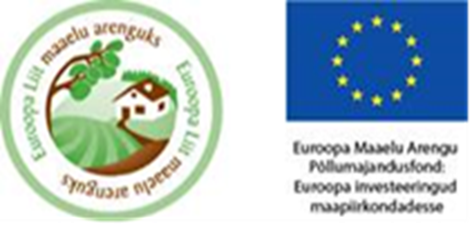 Euroopa Liit maaelu arenguks
Euroopa Liit maaelu arenguks
Euroopa Maaelu Arengu
Põllumajandusfond:
Euroopa investeeringud
maapiirkondadesse